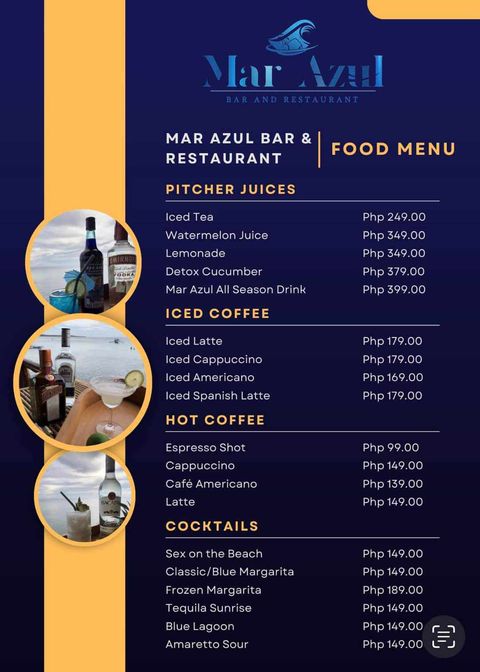 Mar Azul
BAR AND RESTAURANT
MAR AZUL BAR &
RESTAURANT
FOOD MENU
PITCHER JUICES
Iced Tea Php 249.00
Watermelon Juice Php 349.00
Lemonade Php 349.00
Detox Cucumber Php 379.00
Mar Azul All Season Drink Php 399.00
ICED COFFEE
Iced Latte Php 179.00
Iced Cappuccino Php 179.00
Iced Americano Php 169.00
Iced Spanish Latte Php 179.00
HOT COFFEE
Espresso Shot Php 99.00
Cappuccino Php 149.00
Café Americano Php 139.00
Latte Php 149.00
COCKTAILS
Sex on the Beach Php 149.00
Classic/Blue Margarita Php 149.00
Frozen Margarita Php 189.00
Tequila Sunrise Php 149.00
Blue Lagoon Php 149.00
Amaretto Sour Php 149.00
SMIRNOFF
VODKA